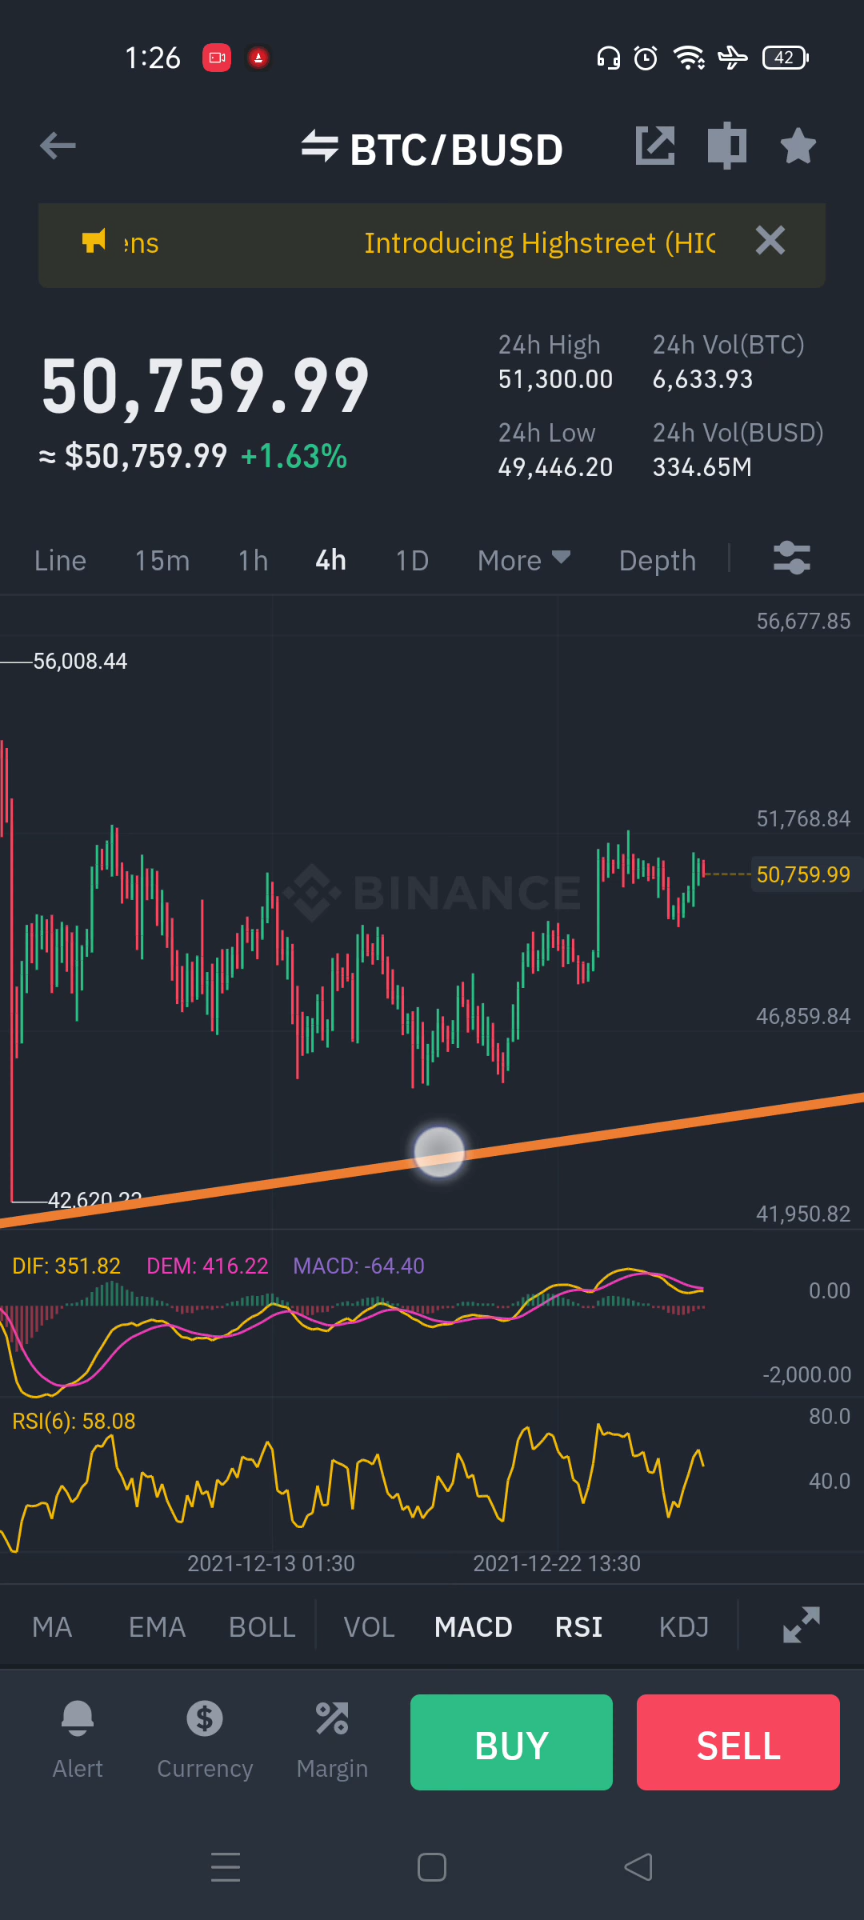 1:26
42
BTC/BUSD
ens
Introducing Highstreet (HIG
50,759.99
≈ $50,759.99 +1.63%
24h High
51,300.00
24h Vol(BTC)
6,633.93
24h Low
49,446.20
24h Vol(BUSD)
334.65M
Line 15m 1h 4h 1D More Depth
56,677.85
56,008.44
51,768.84
50,759.99
BINANCE
46,859.84
42,620.22
41,950.82
DIF: 351.82 DEM: 416.22 MACD: -64.40
0.00
-2,000.00
RSI(6): 58.08
80.0
40.0
2021-12-13 01:30 2021-12-22 13:30
MA EMA BOLL VOL MACD RSI KDJ
Alert Currency Margin
BUY SELL